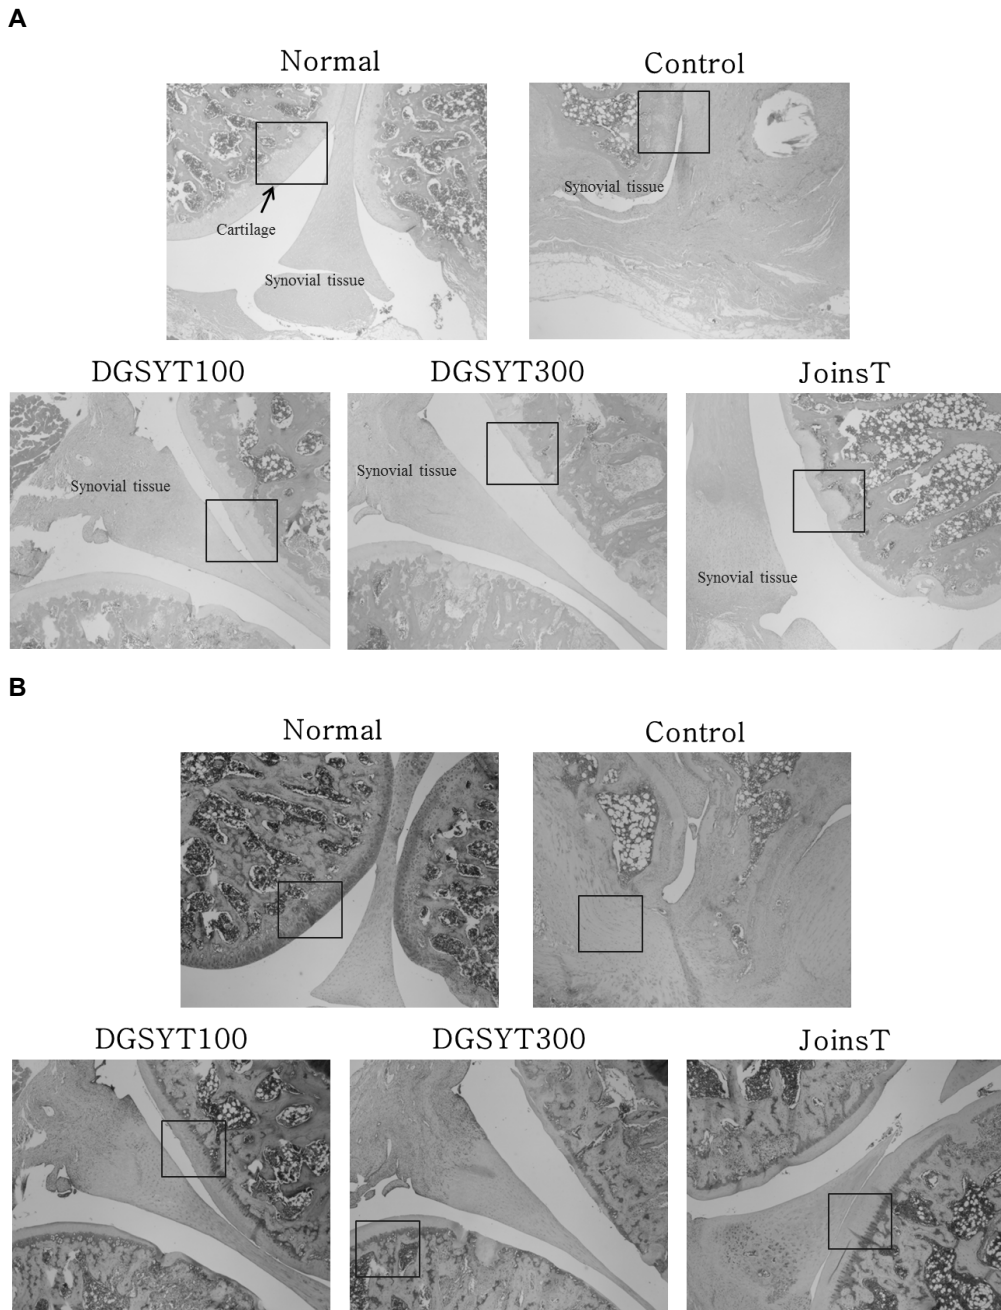 A
Normal
Control
Cartilage
Synovial tissue
Synovial tissue
DGSYT100
DGSYT300
JoinsT
Synovial tissue
Synovial tissue
Synovial tissue
B
Normal
Control
DGSYT100
DGSYT300
JoinsT